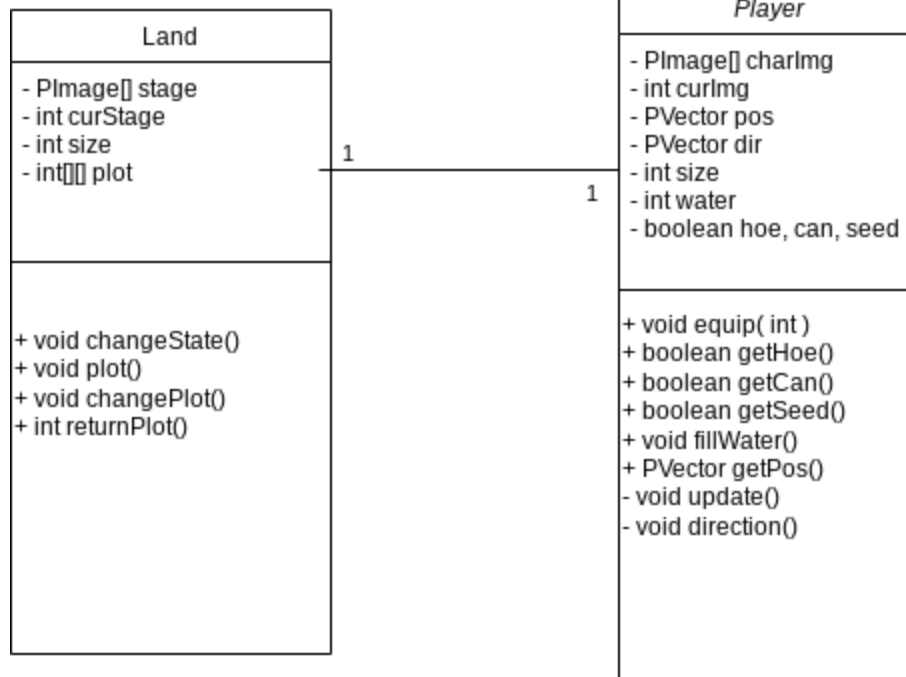 Land
- PImage[] stage
- int curStage
- int size
- int[][] plot
+ void changeState()
+ void plot()
+ void changePlot()
+ int returnPlot()
1
1
Player
- PImage[] charImg
- int curImg
- PVector pos
- PVector dir
- int size
- int water
- boolean hoe, can, seed
+ void equip( int )
+ boolean getHoe()
+ boolean getCan()
+ boolean getSeed()
+ void fillWater()
+ PVector getPos()
- void update()
- void direction()